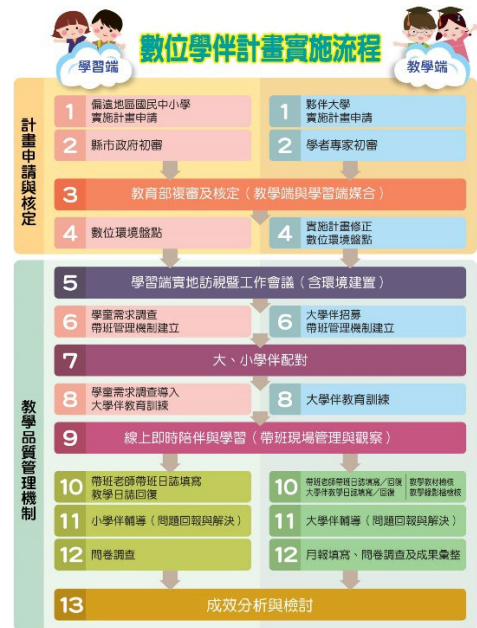 數位學伴計畫實施流程
學習端
教學端
計畫申請與核定
1
偏遠地區國民中小學
實施計畫申請
1
夥伴大學
實施計畫申請
2
縣市政府初審
2
學者專家初審
3
教育部複審及核定（教學端與學習端媒合）
4
數位環境盤點
4
實施計畫修正
數位環境盤點
教學品質管理機制
5
學習端實地訪視暨工作會議（含環境建置）
6
學童需求調查
帶班管理機制建立
6
大學伴招募
帶班管理機制建立
7
大、小學伴配對
8
學童需求調查導入
大學伴教育訓練
8
大學伴教育訓練
9
線上即時陪伴與學習（帶班現場管理與觀察）
10
帶班老師帶班日誌填寫
教學日誌回復
10
帶班老師帶班日誌填寫／回復
大學伴教學日誌填寫／回復
教學教材檢核
教學錄影檔檢核
11
小學伴輔導（問題回報與解決）
11
大學伴輔導（問題回報與解決）
12
問卷調查
12
月報填寫、問卷調查及成果彙整
13
成效分析與檢討